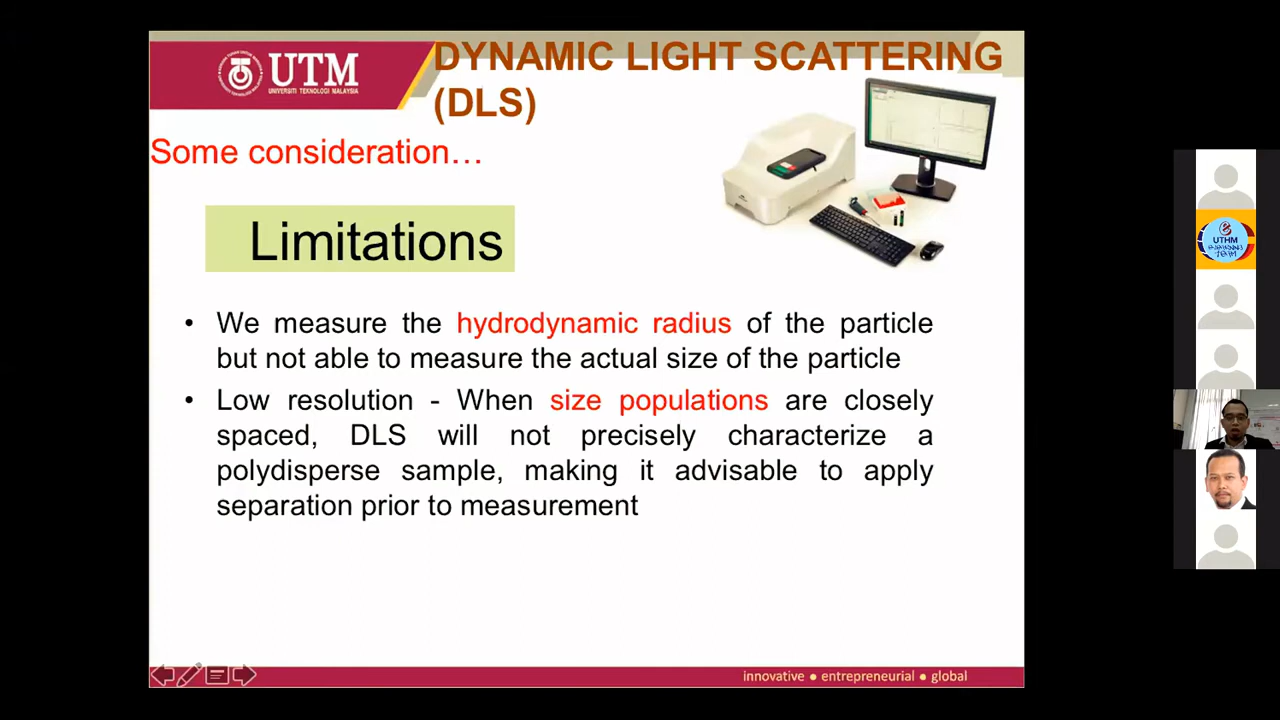 UTM
UNIVERSITI TEKNOLOGI MALAYSIA
DYNAMIC LIGHT SCATTERING
(DLS)
Some consideration…
Limitations
• We measure the hydrodynamic radius of the particle
but not able to measure the actual size of the particle
• Low resolution - When size populations are closely
spaced, DLS will not precisely characterize a
polydisperse sample, making it advisable to apply
separation prior to measurement
innovative ● entrepreneurial ● global
UTHM